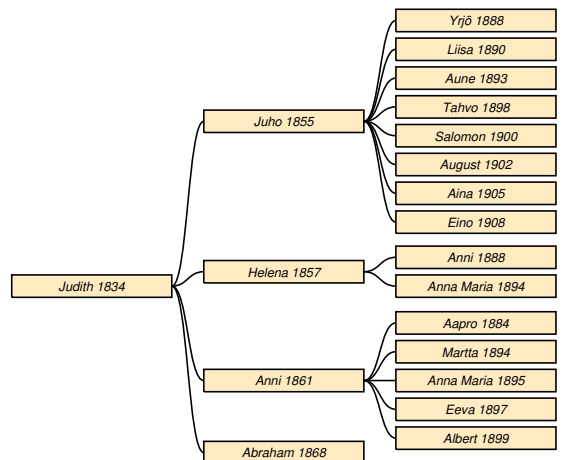 Judith 1834
Juho 1855
Yrjö 1888
Liisa 1890
Aune 1893
Tahvo 1898
Salomon 1900
August 1902
Aina 1905
Eino 1908
Helena 1857
Anni 1888
Anna Maria 1894
Anni 1861
Aapro 1884
Martta 1894
Anna Maria 1895
Eeva 1897
Albert 1899
Abraham 1868